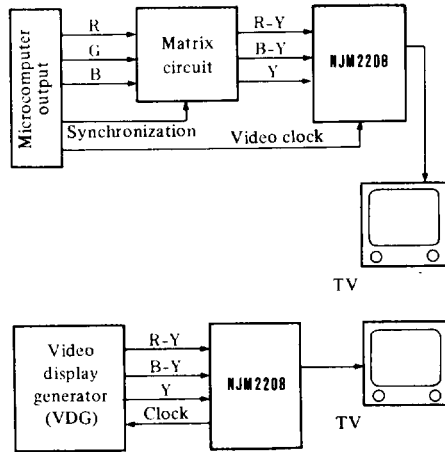 Microcomputer
output
R
G
B
Synchronization
Matrix
circuit
R-Y
B-Y
Y
Video clock
NJM2208
TV
Video
display
generator
(VDG)
R-Y
B-Y
Y
Clock
NJM2208
TV